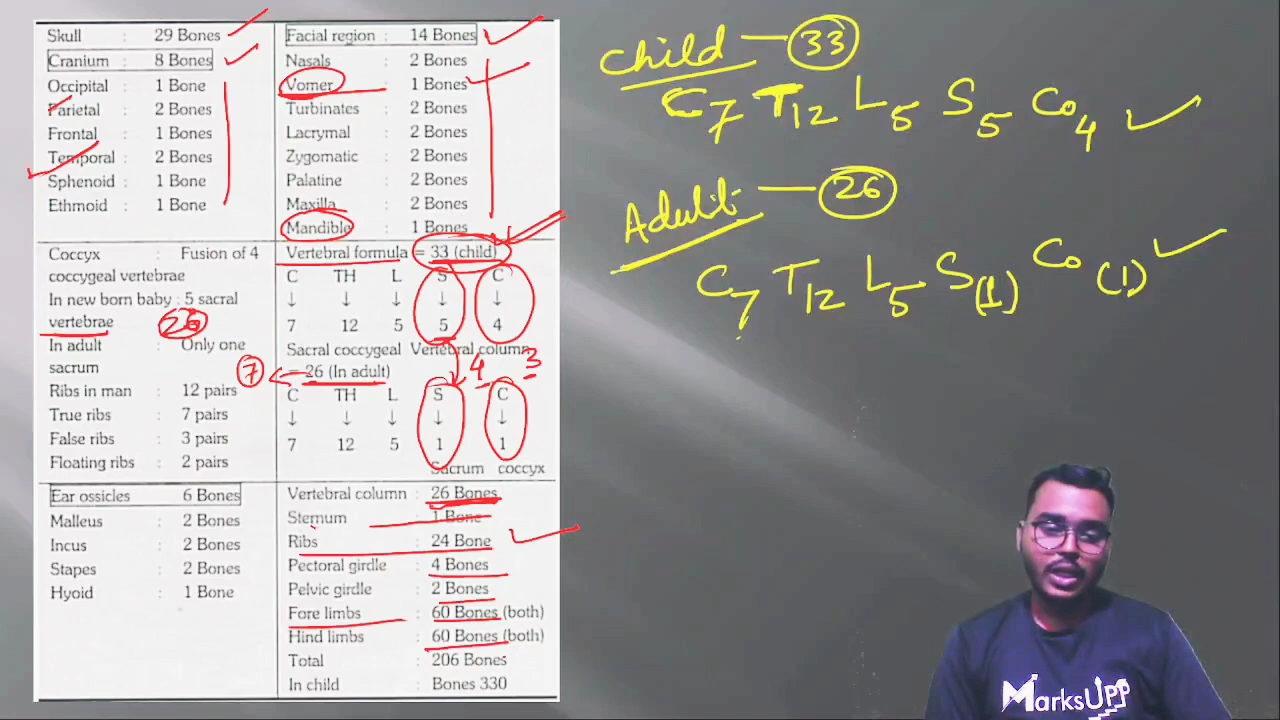 Skull : 29 Bones
Cranium : 8 Bones
Occipital : 1 Bone
Parietal : 2 Bones
Frontal : 1 Bones
Temporal : 2 Bones
Sphenoid : 1 Bone
Ethmoid : 1 Bone
Facial region : 14 Bones
Nasals : 2 Bones
Vomer : 1 Bones
Turbinates : 2 Bones
Lacrymal : 2 Bones
Zygomatic : 2 Bones
Palatine : 2 Bones
Maxilla : 2 Bones
Mandible : 1 Bones
Coccyx : Fusion of 4
coccygeal vertebrae
In new born baby : 5 sacral
vertebrae
26
In adult : Only one
sacrum
Ribs in man : 12 pairs
True ribs : 7 pairs
False ribs : 3 pairs
Floating ribs : 2 pairs
Vertebral formula = 33 (child)
C TH L S C
↓ ↓ ↓ ↓ ↓
7 12 5 5 4
Sacral coccygeal Vertebral column
= 26 (In adult)
7
4 3
C TH L S C
↓ ↓ ↓ ↓ ↓
7 12 5 1 1
Sacrum coccyx
Ear ossicles 6 Bones
Malleus : 2 Bones
Incus : 2 Bones
Stapes : 2 Bones
Hyoid : 1 Bone
Vertebral column : 26 Bones
Sternum : 1 Bone
Ribs : 24 Bone
Pectoral girdle : 4 Bones
Pelvic girdle : 2 Bones
Fore limbs : 60 Bones (both)
Hind limbs : 60 Bones (both)
Total : 206 Bones
In child : Bones 330
Child — 33
C7 T12 L5 S5 Co4
Adult — 26
C7 T12 L5 S(1) Co(1)
MarksUPP